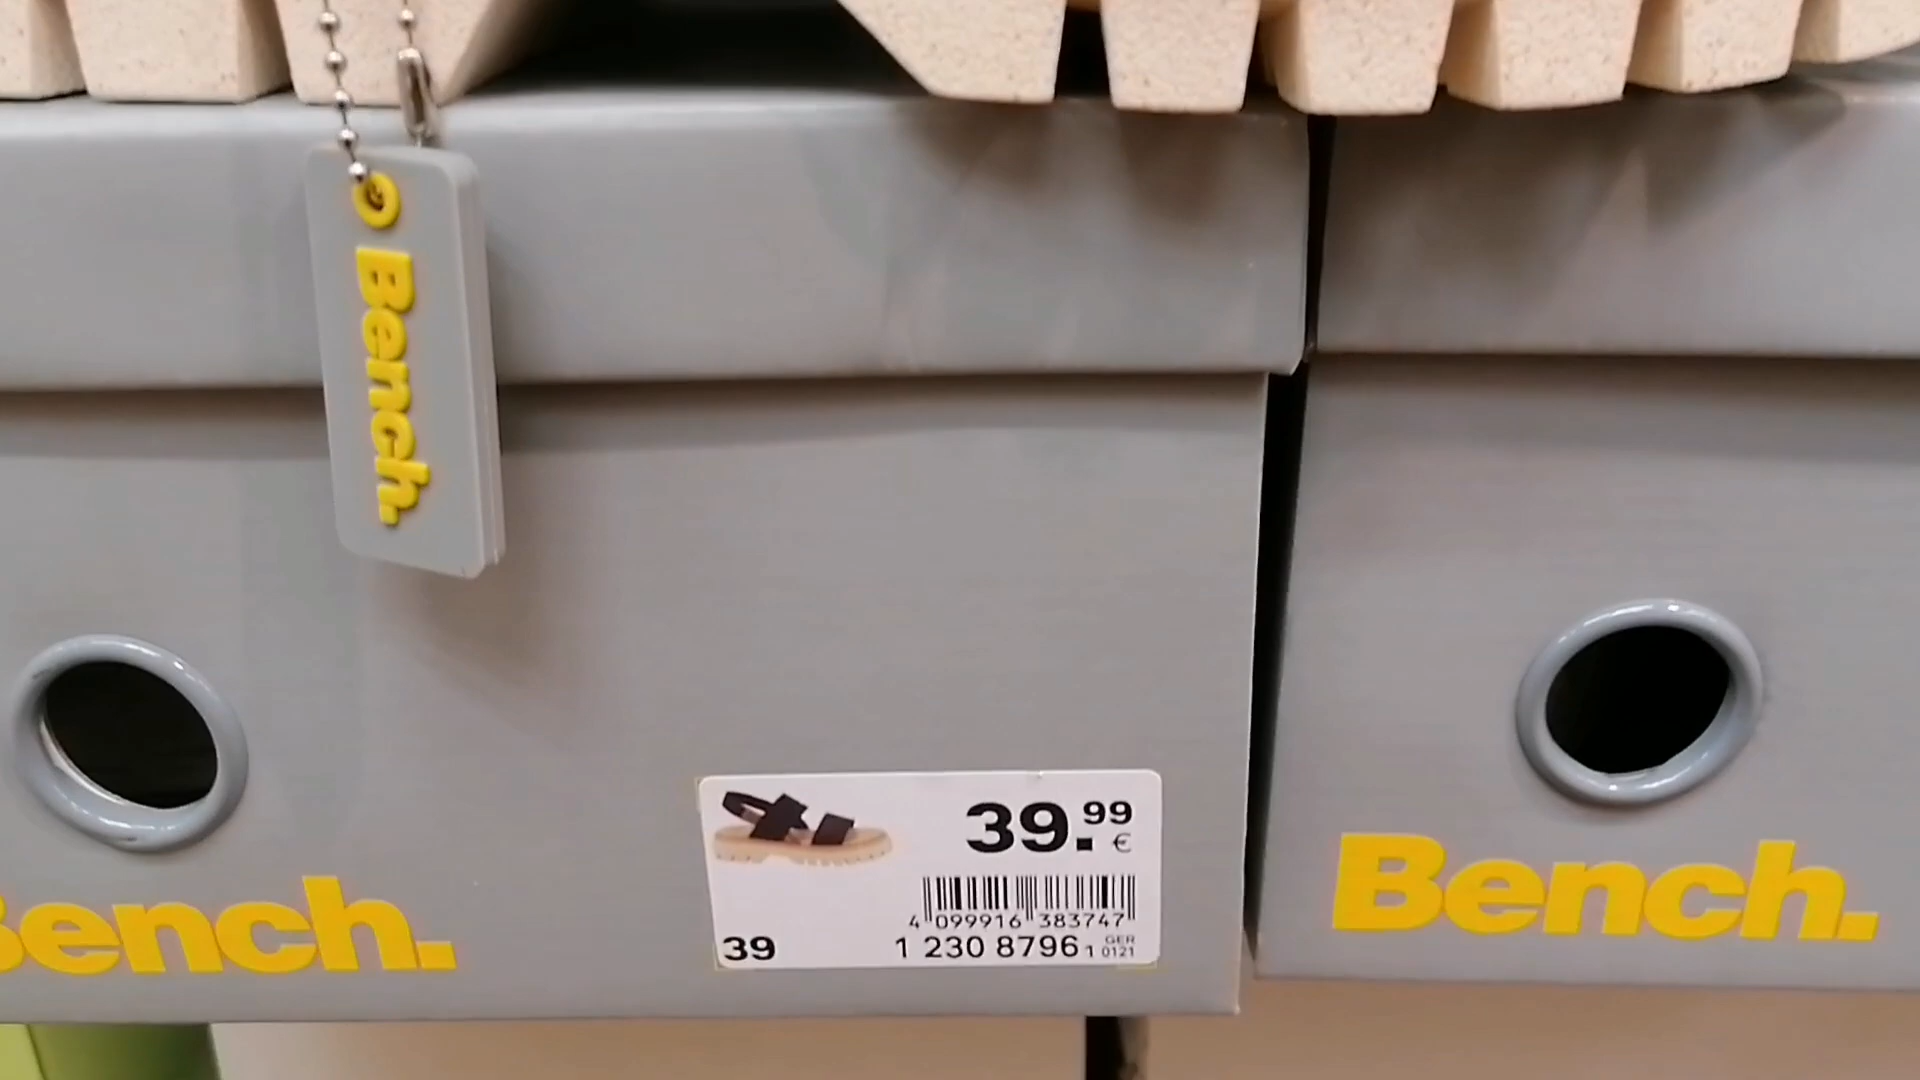 Bench.
Bench.
39.99
€
4 099916 383747
39
1 230 8796 1 GER 0121
Bench.